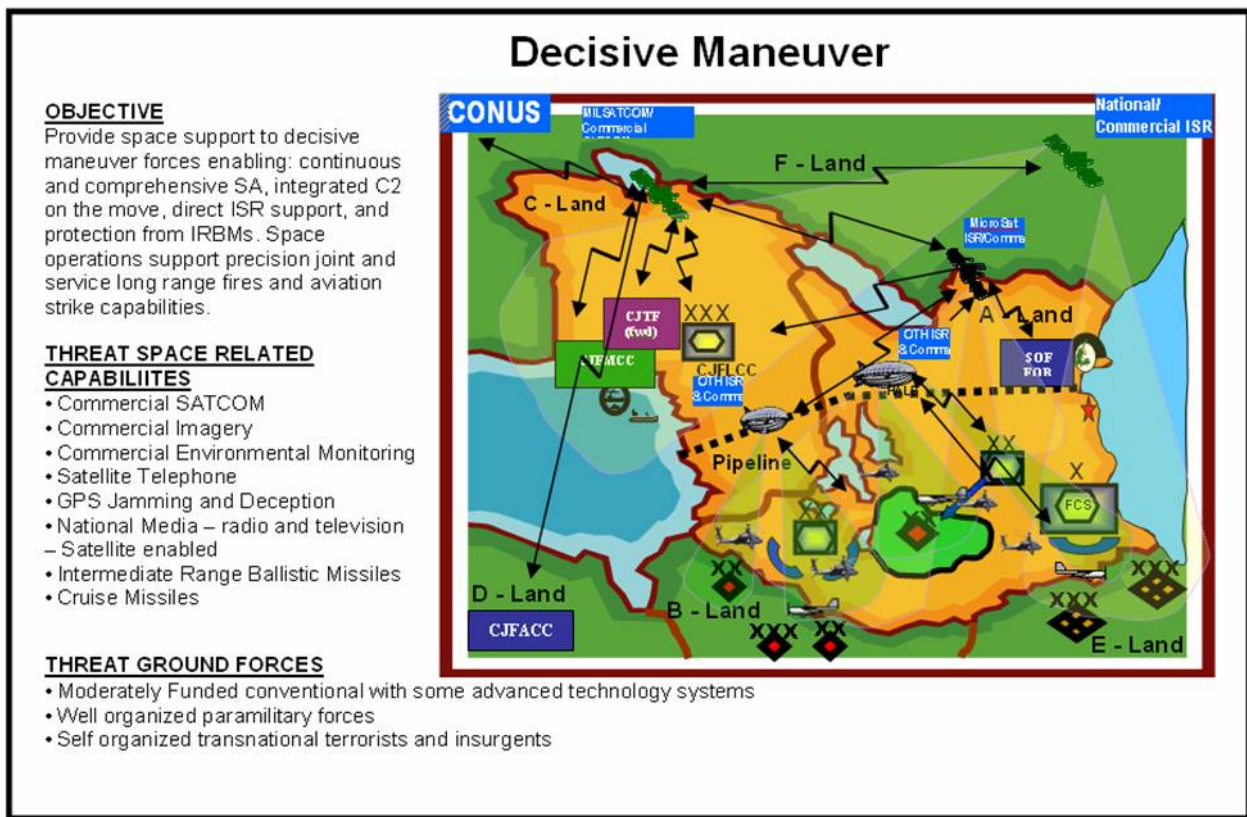 Decisive Maneuver
OBJECTIVE
Provide space support to decisive
maneuver forces enabling: continuous
and comprehensive SA, integrated C2
on the move, direct ISR support, and
protection from IRBMs. Space
operations support precision joint and
service long range fires and aviation
strike capabilities.
THREAT SPACE RELATED
CAPABILIITES
• Commercial SATCOM
• Commercial Imagery
• Commercial Environmental Monitoring
• Satellite Telephone
• GPS Jamming and Deception
• National Media – radio and television
– Satellite enabled
• Intermediate Range Ballistic Missiles
• Cruise Missiles
THREAT GROUND FORCES
• Moderately Funded conventional with some advanced technology systems
• Well organized paramilitary forces
• Self organized transnational terrorists and insurgents
CONUS
MILSATCOM/
Commercial
National/
Commercial ISR
F - Land
C - Land
MicroSat
ISR/Comms
A - Land
CJTF
(fwd)
XXX
CJFLCC
CJFMCC
OTH ISR
& Comms
OTH ISR
& Comms
SOF
FOB
Pipeline
XX
X
FCS
XX
XX
XX
B - Land
XXX
XX
XXX
XXX
E - Land
D - Land
CJFACC